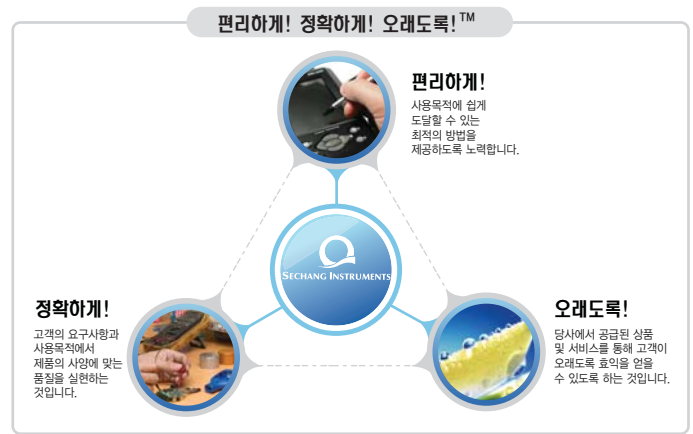 편리하게! 정확하게! 오래도록!™
편리하게!
사용목적에 쉽게
도달할 수 있는
최적의 방법을
제공하도록 노력합니다.
SECHANG INSTRUMENTS
정확하게!
고객의 요구사항과
사용목적에서
제품의 사양에 맞는
품질을 실현하는
것입니다.
오래도록!
당사에서 공급된 상품
및 서비스를 통해 고객이
오래도록 효익을 얻을
수 있도록 하는 것입니다.